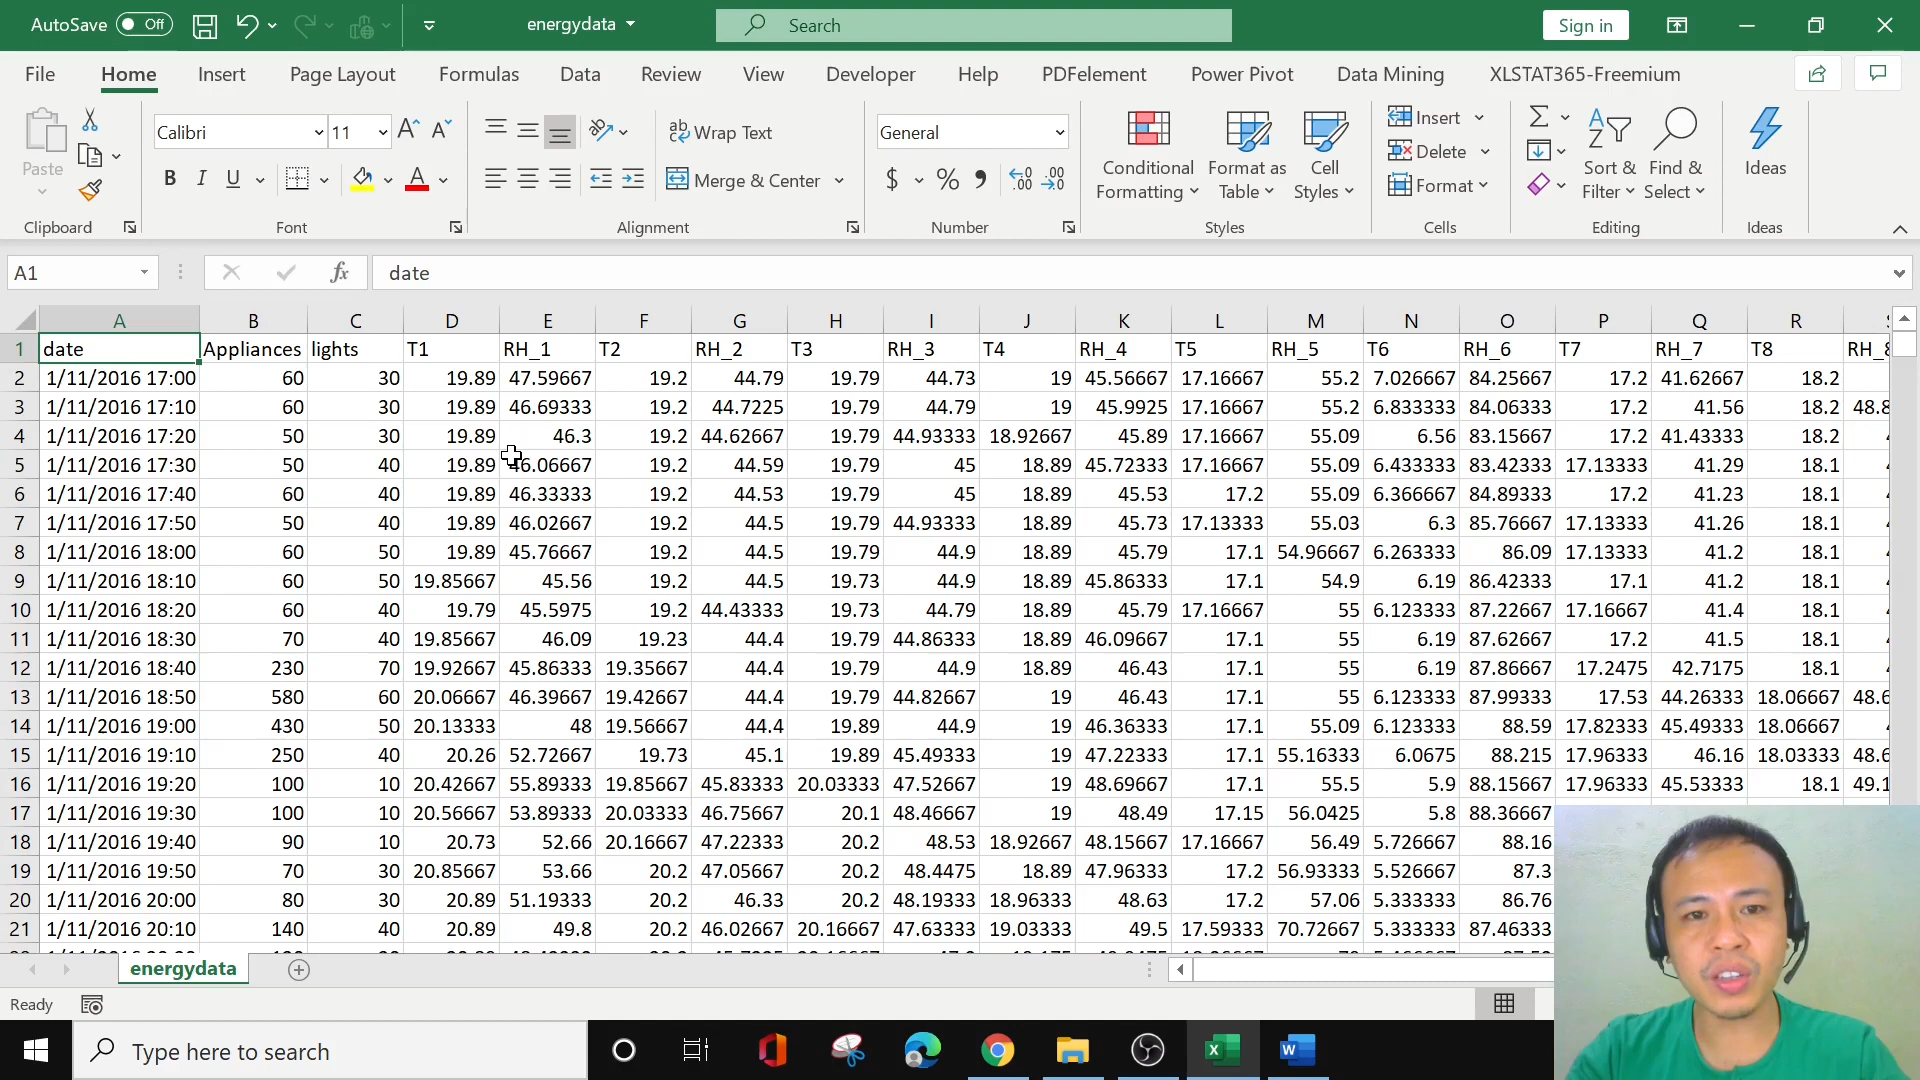 AutoSave Off energydata Search Sign in
File Home Insert Page Layout Formulas Data Review View Developer Help PDFelement Power Pivot Data Mining XLSTAT365-Freemium
Paste Calibri 11 Wrap Text General Insert
B I U Merge & Center $ % Conditional Formatting Format as Table Cell Styles Delete Format Sort & Filter Find & Select Ideas
Clipboard Font Alignment Number Styles Cells Editing Ideas
A1 fx date
A B C D E F G H I J K L M N O P Q R
1 date Appliances lights T1 RH_1 T2 RH_2 T3 RH_3 T4 RH_4 T5 RH_5 T6 RH_6 T7 RH_7 T8
2 1/11/2016 17:00 60 30 19.89 47.59667 19.2 44.79 19.79 44.73 19 45.56667 17.16667 55.2 7.026667 84.25667 17.2 41.62667 18.2
3 1/11/2016 17:10 60 30 19.89 46.69333 19.2 44.7225 19.79 44.79 19 45.9925 17.16667 55.2 6.833333 84.06333 17.2 41.56 18.2 48.8
4 1/11/2016 17:20 50 30 19.89 46.3 19.2 44.62667 19.79 44.93333 18.92667 45.89 17.16667 55.09 6.56 83.15667 17.2 41.43333 18.2
5 1/11/2016 17:30 50 40 19.89 46.06667 19.2 44.59 19.79 45 18.89 45.72333 17.16667 55.09 6.433333 83.42333 17.13333 41.29 18.1
6 1/11/2016 17:40 60 40 19.89 46.33333 19.2 44.53 19.79 45 18.89 45.53 17.2 55.09 6.366667 84.89333 17.2 41.23 18.1
7 1/11/2016 17:50 50 40 19.89 46.02667 19.2 44.5 19.79 44.93333 18.89 45.73 17.13333 55.03 6.3 85.76667 17.13333 41.26 18.1
8 1/11/2016 18:00 60 50 19.89 45.76667 19.2 44.5 19.79 44.9 18.89 45.79 17.1 54.96667 6.263333 86.09 17.13333 41.2 18.1
9 1/11/2016 18:10 60 50 19.85667 45.56 19.2 44.5 19.73 44.9 18.89 45.86333 17.1 54.9 6.19 86.42333 17.1 41.2 18.1
10 1/11/2016 18:20 60 40 19.79 45.5975 19.2 44.43333 19.73 44.79 18.89 45.79 17.16667 55 6.123333 87.22667 17.16667 41.4 18.1
11 1/11/2016 18:30 70 40 19.85667 46.09 19.23 44.4 19.79 44.86333 18.89 46.09667 17.1 55 6.19 87.62667 17.2 41.5 18.1
12 1/11/2016 18:40 230 70 19.92667 45.86333 19.35667 44.4 19.79 44.9 18.89 46.43 17.1 55 6.19 87.86667 17.2475 42.7175 18.1
13 1/11/2016 18:50 580 60 20.06667 46.39667 19.42667 44.4 19.79 44.82667 19 46.43 17.1 55 6.123333 87.99333 17.53 44.26333 18.06667 48.6
14 1/11/2016 19:00 430 50 20.13333 48 19.56667 44.4 19.89 44.9 19 46.36333 17.1 55.09 6.123333 88.59 17.82333 45.49333 18.06667
15 1/11/2016 19:10 250 40 20.26 52.72667 19.73 45.1 19.89 45.49333 19 47.22333 17.1 55.16333 6.0675 88.215 17.96333 46.16 18.03333 48.6
16 1/11/2016 19:20 100 10 20.42667 55.89333 19.85667 45.83333 20.03333 47.52667 19 48.69667 17.1 55.5 5.9 88.15667 17.96333 45.53333 18.1 49.1
17 1/11/2016 19:30 100 10 20.56667 53.89333 20.03333 46.75667 20.1 48.46667 19 48.49 17.15 56.0425 5.8 88.36667
18 1/11/2016 19:40 90 10 20.73 52.66 20.16667 47.22333 20.2 48.53 18.92667 48.15667 17.16667 56.49 5.726667 88.16
19 1/11/2016 19:50 70 30 20.85667 53.66 20.2 47.05667 20.2 48.4475 18.89 47.96333 17.2 56.93333 5.526667 87.3
20 1/11/2016 20:00 80 30 20.89 51.19333 20.2 46.33 20.2 48.19333 18.96333 48.63 17.2 57.06 5.333333 86.76
21 1/11/2016 20:10 140 40 20.89 49.8 20.2 46.02667 20.16667 47.63333 19.03333 49.5 17.59333 70.72667 5.333333 87.46333
energydata
Ready
Type here to search